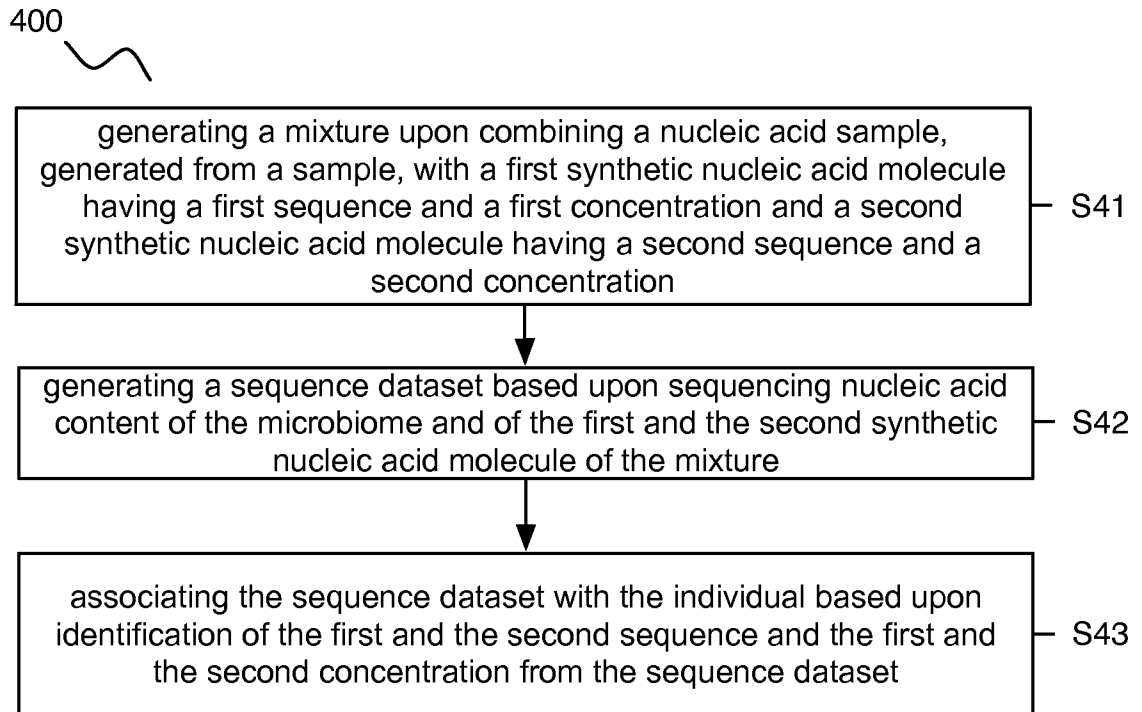 400
generating a mixture upon combining a nucleic acid sample,
generated from a sample, with a first synthetic nucleic acid molecule
having a first sequence and a first concentration and a second
synthetic nucleic acid molecule having a second sequence and a
second concentration
S41
generating a sequence dataset based upon sequencing nucleic acid
content of the microbiome and of the first and the second synthetic
nucleic acid molecule of the mixture
S42
associating the sequence dataset with the individual based upon
identification of the first and the second sequence and the first and
the second concentration from the sequence dataset
S43